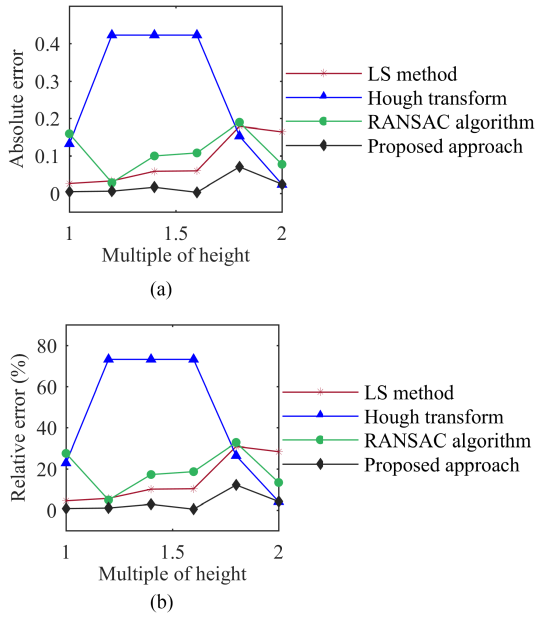 0.4
0.3
0.2
0.1
0
Absolute error
1
1.5
2
Multiple of height
LS method
Hough transform
RANSAC algorithm
Proposed approach
(a)
80
60
40
20
0
Relative error (%)
1
1.5
2
Multiple of height
LS method
Hough transform
RANSAC algorithm
Proposed approach
(b)